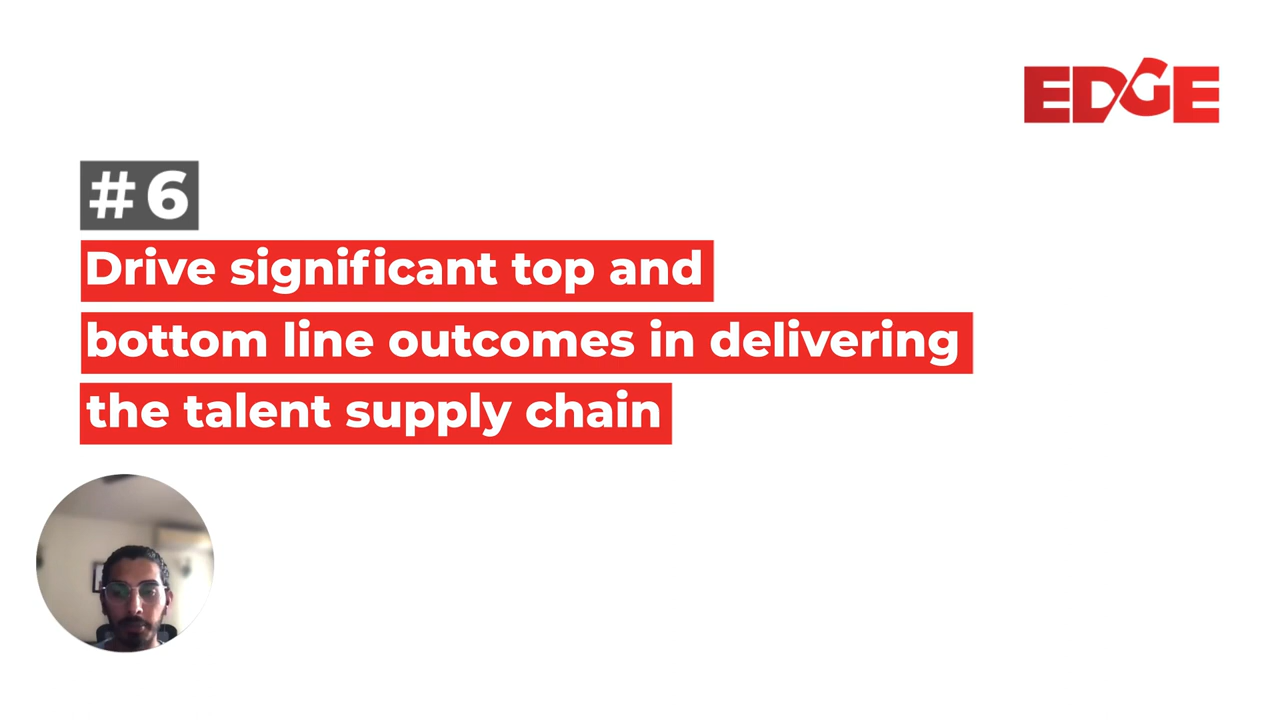 EDGE
#6
Drive significant top and
bottom line outcomes in delivering
the talent supply chain